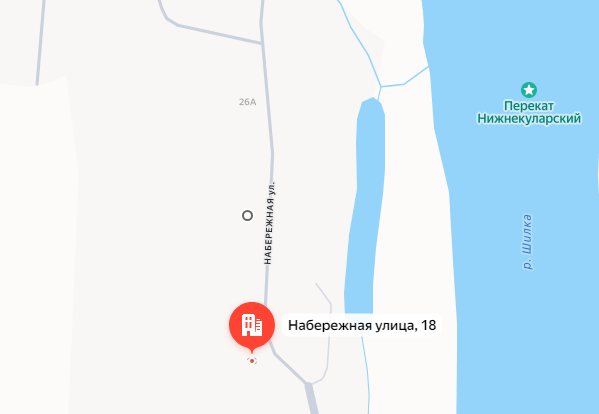 26А
Перекат
Нижнекуларский
НАБЕРЕЖНАЯ ул.
р. Шилка
Набережная улица, 18